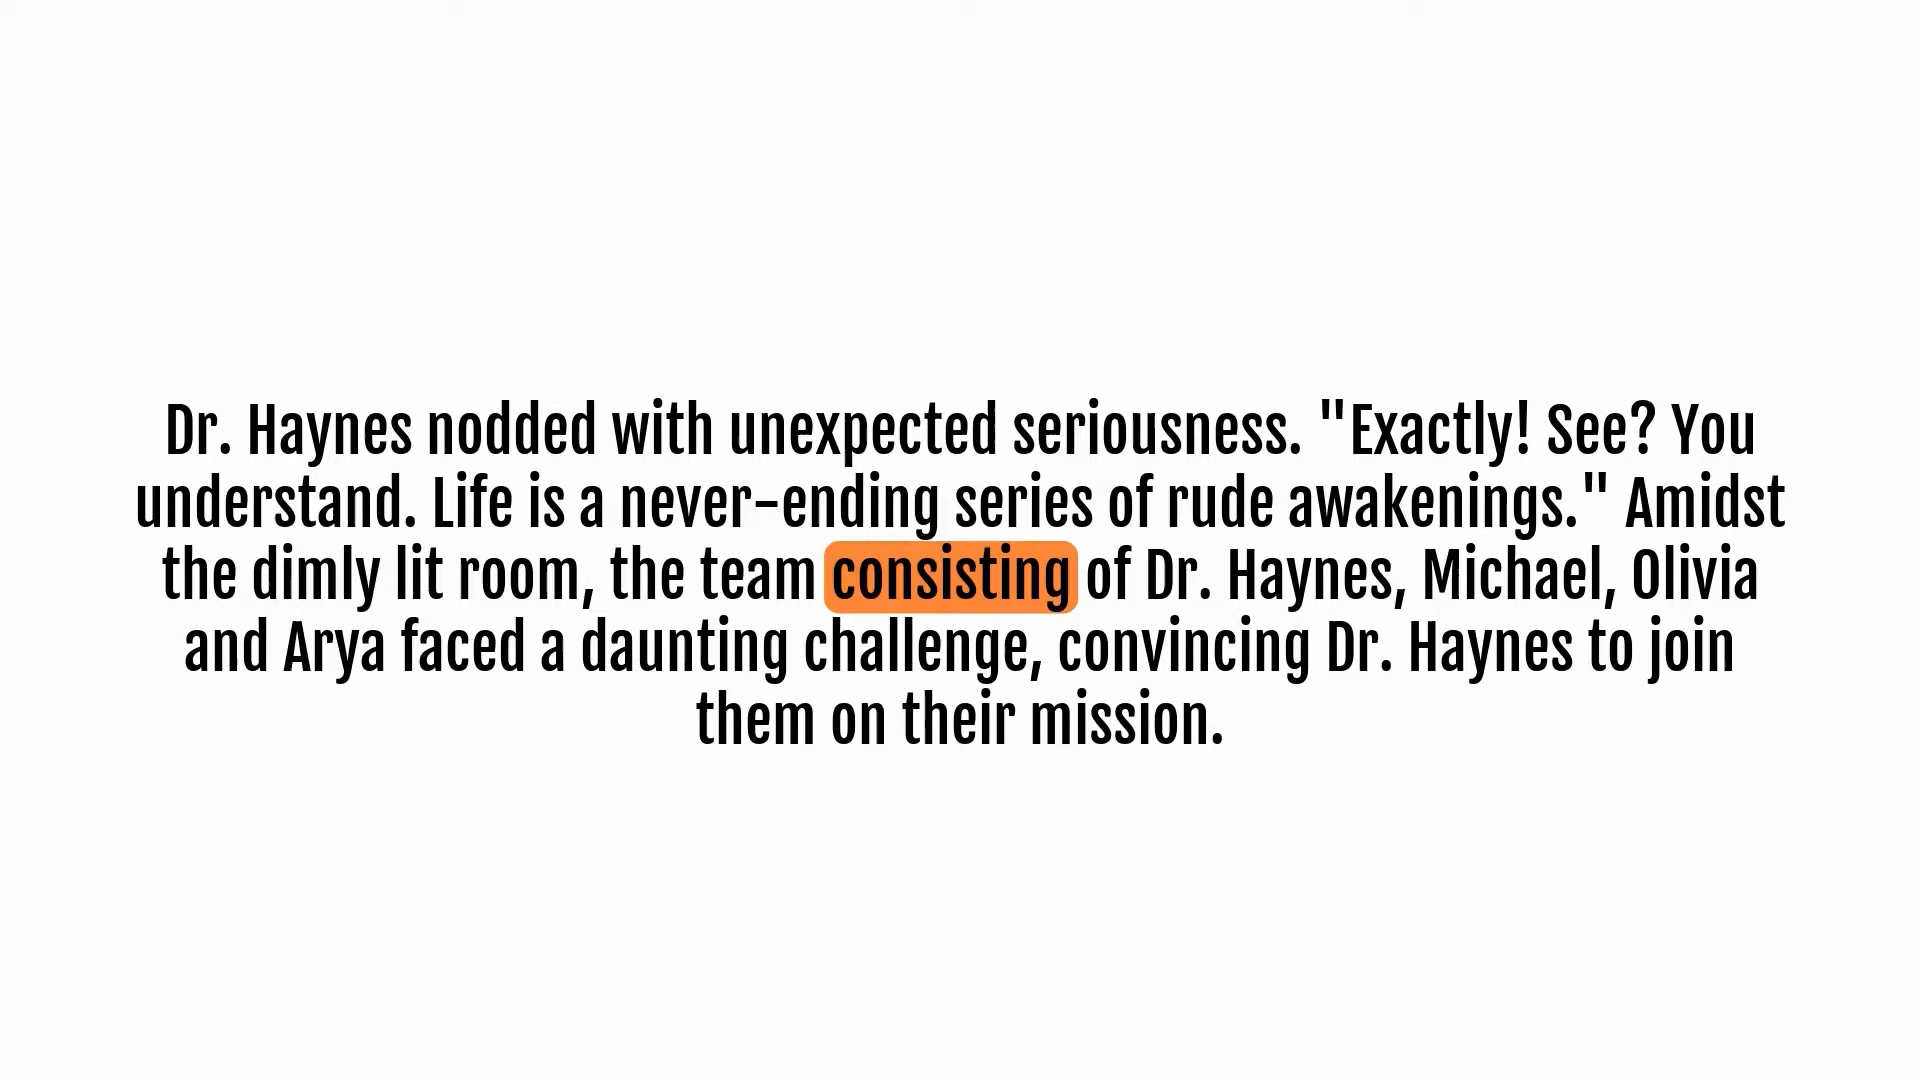 Dr. Haynes nodded with unexpected seriousness. "Exactly! See? You
understand. Life is a never-ending series of rude awakenings." Amidst
the dimly lit room, the team consisting of Dr. Haynes, Michael, Olivia
and Arya faced a daunting challenge, convincing Dr. Haynes to join
them on their mission.